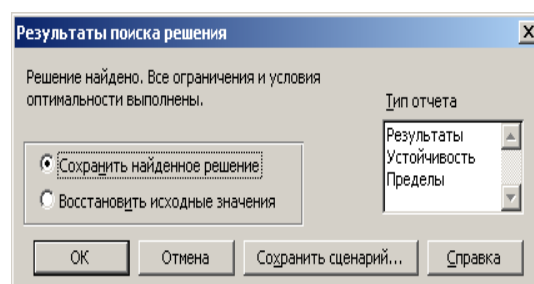 Результаты поиска решения
Решение найдено. Все ограничения и условия
оптимальности выполнены.
Тип отчета
Результаты
Устойчивость
Пределы
Сохранить найденное решение
Восстановить исходные значения
ОК
Отмена
Сохранить сценарий...
Справка